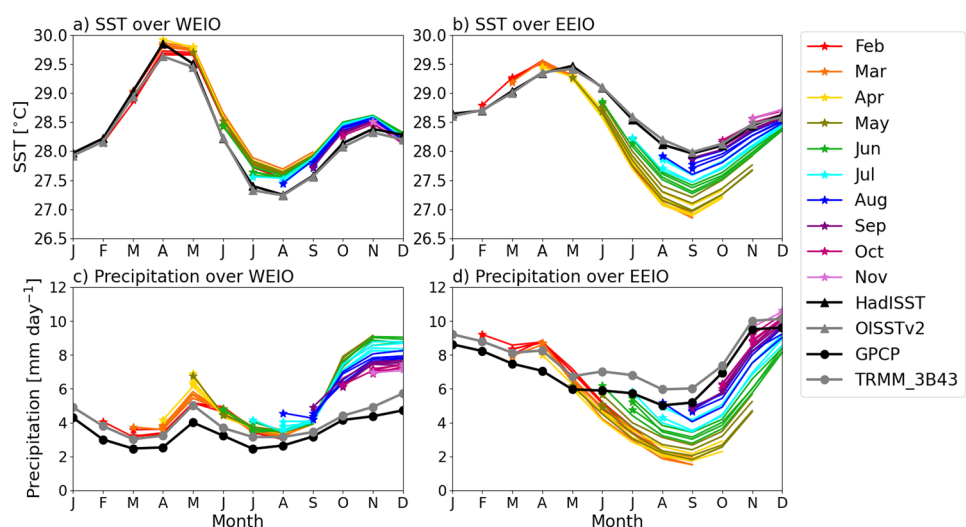 a) SST over WEIO
b) SST over EEIO
SST [°C]
30.0
29.5
29.0
28.5
28.0
27.5
27.0
26.5
J F M A M J J A S O N D
30.0
29.5
29.0
28.5
28.0
27.5
27.0
26.5
J F M A M J J A S O N D
c) Precipitation over WEIO
d) Precipitation over EEIO
Precipitation [mm day⁻¹]
12
10
8
6
4
2
0
J F M A M J J A S O N D
Month
12
10
8
6
4
2
0
J F M A M J J A S O N D
Month
Feb
Mar
Apr
May
Jun
Jul
Aug
Sep
Oct
Nov
HadISST
OISSTv2
GPCP
TRMM_3B43